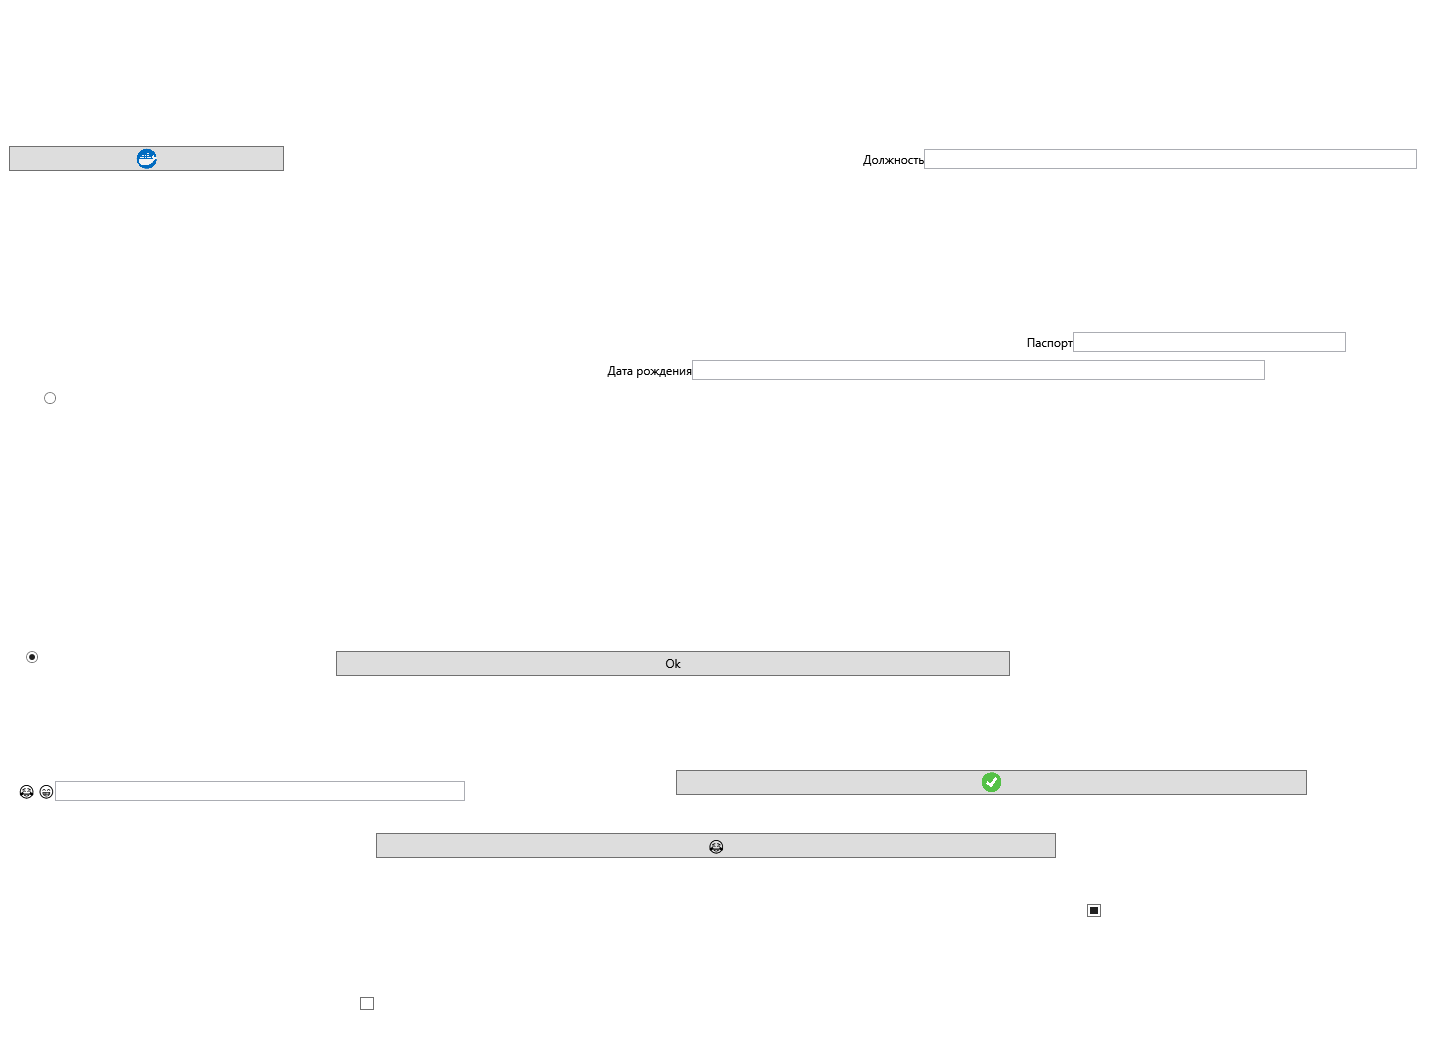 Должность
Паспорт
Дата рождения
Ok
😂 😁
😂